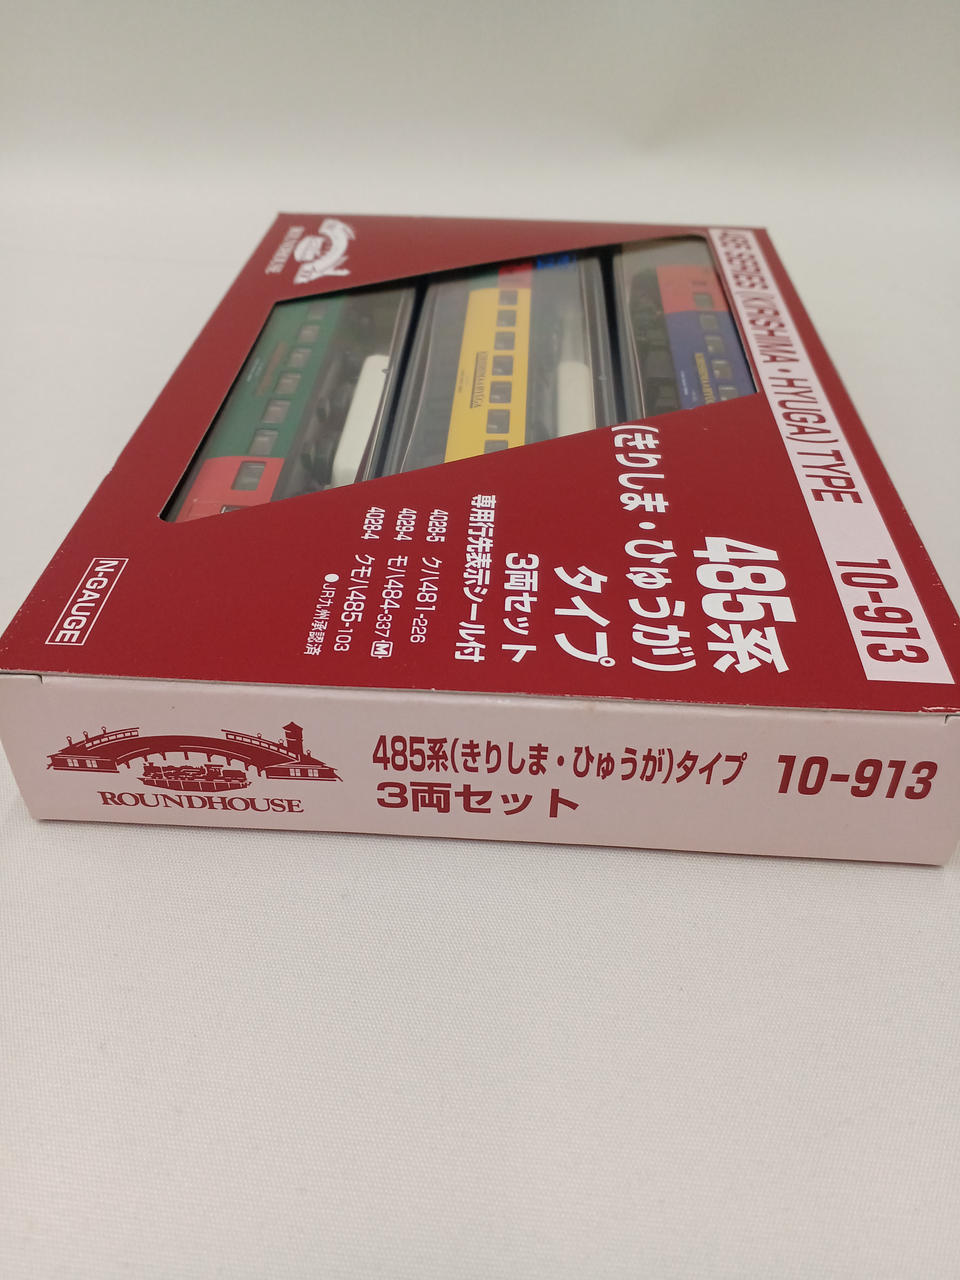 ROUNDHOUSE
485 SERIES (KIRISHIMA・HYUGA) TYPE 10-913
485系
(きりしま・ひゅうが)
タイプ
3両セット
専用行先表示シール付
4028-5 クハ481-226
4029-4 モハ484-337 M
4028-4 クモハ485-103
●JR九州承認済
N-GAUGE
KIRISHIMA & HYUGA
ROUNDHOUSE
485系(きりしま・ひゅうが)タイプ
3両セット
10-913